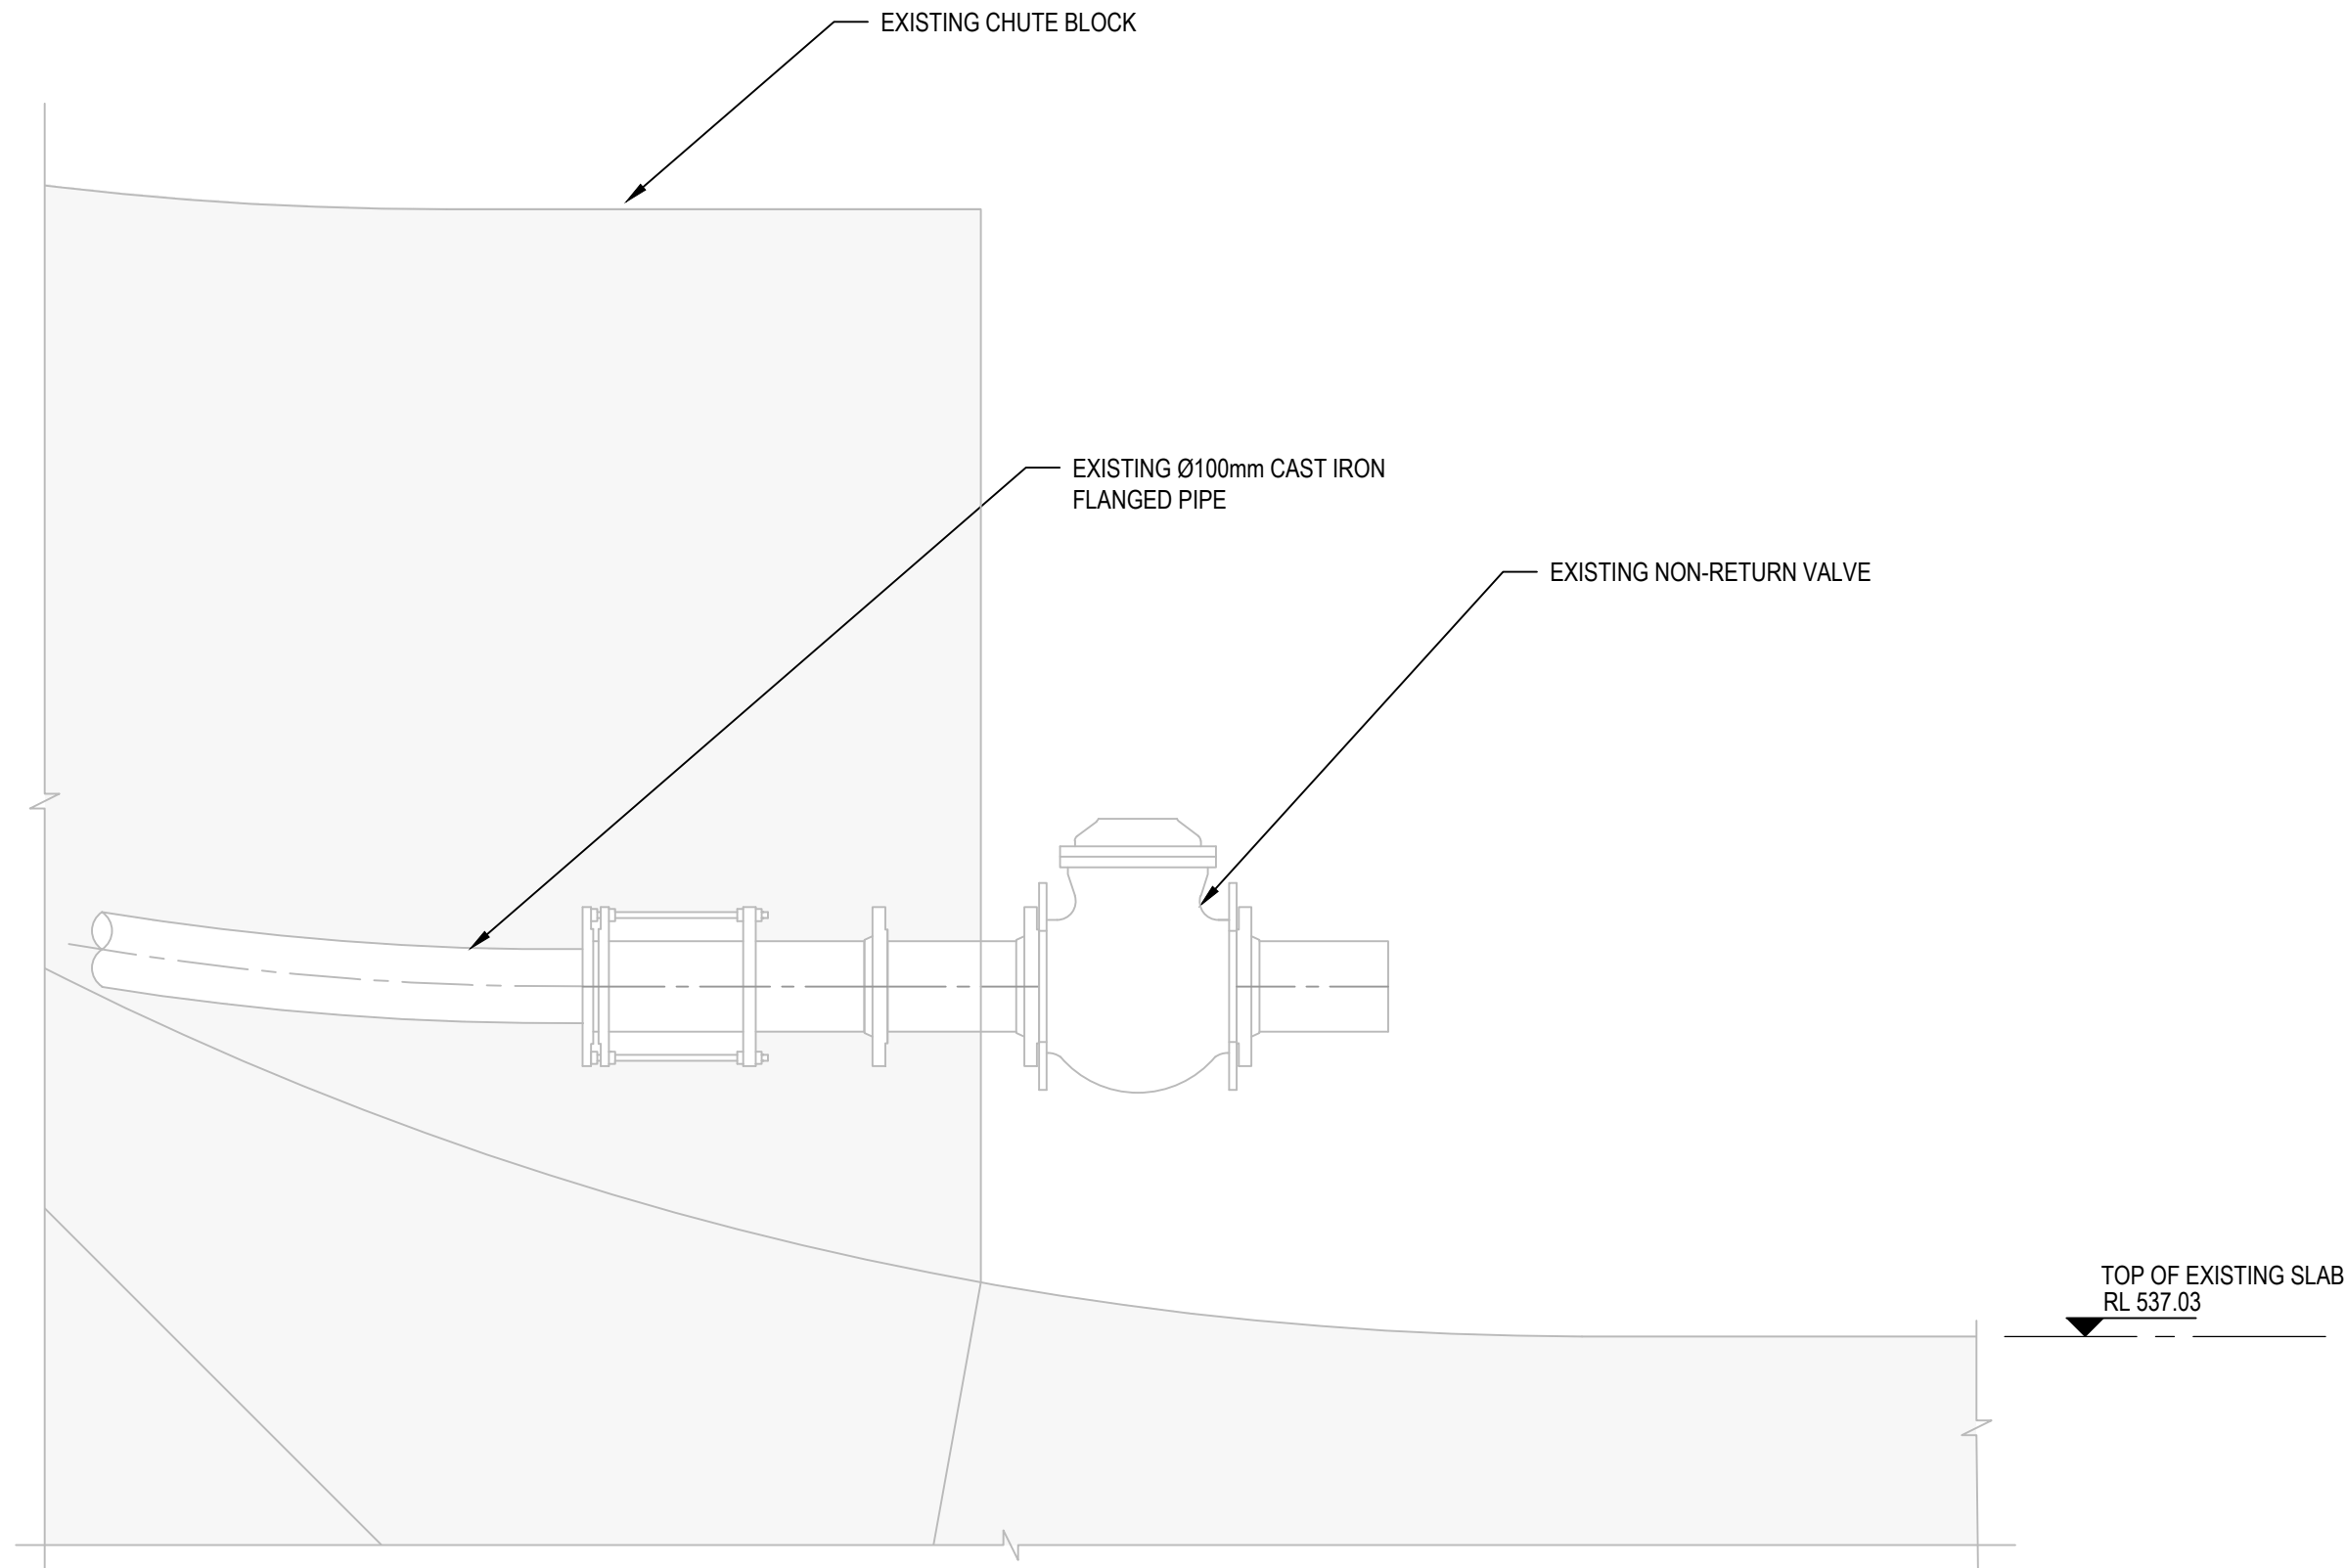 EXISTING CHUTE BLOCK
EXISTING Ø100mm CAST IRON
FLANGED PIPE
EXISTING NON-RETURN VALVE
TOP OF EXISTING SLAB
RL 537.03